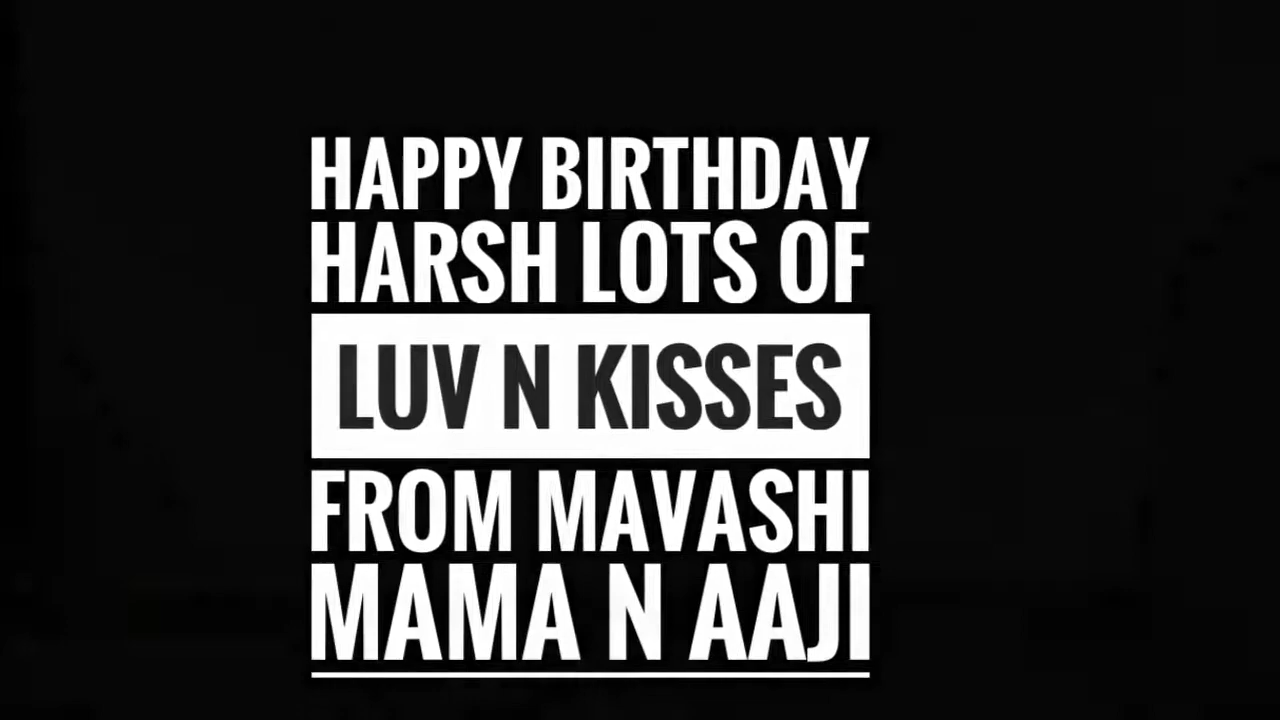 HAPPY BIRTHDAY
HARSH LOTS OF
LUV N KISSES
FROM MAVASHI
MAMA N AAJI